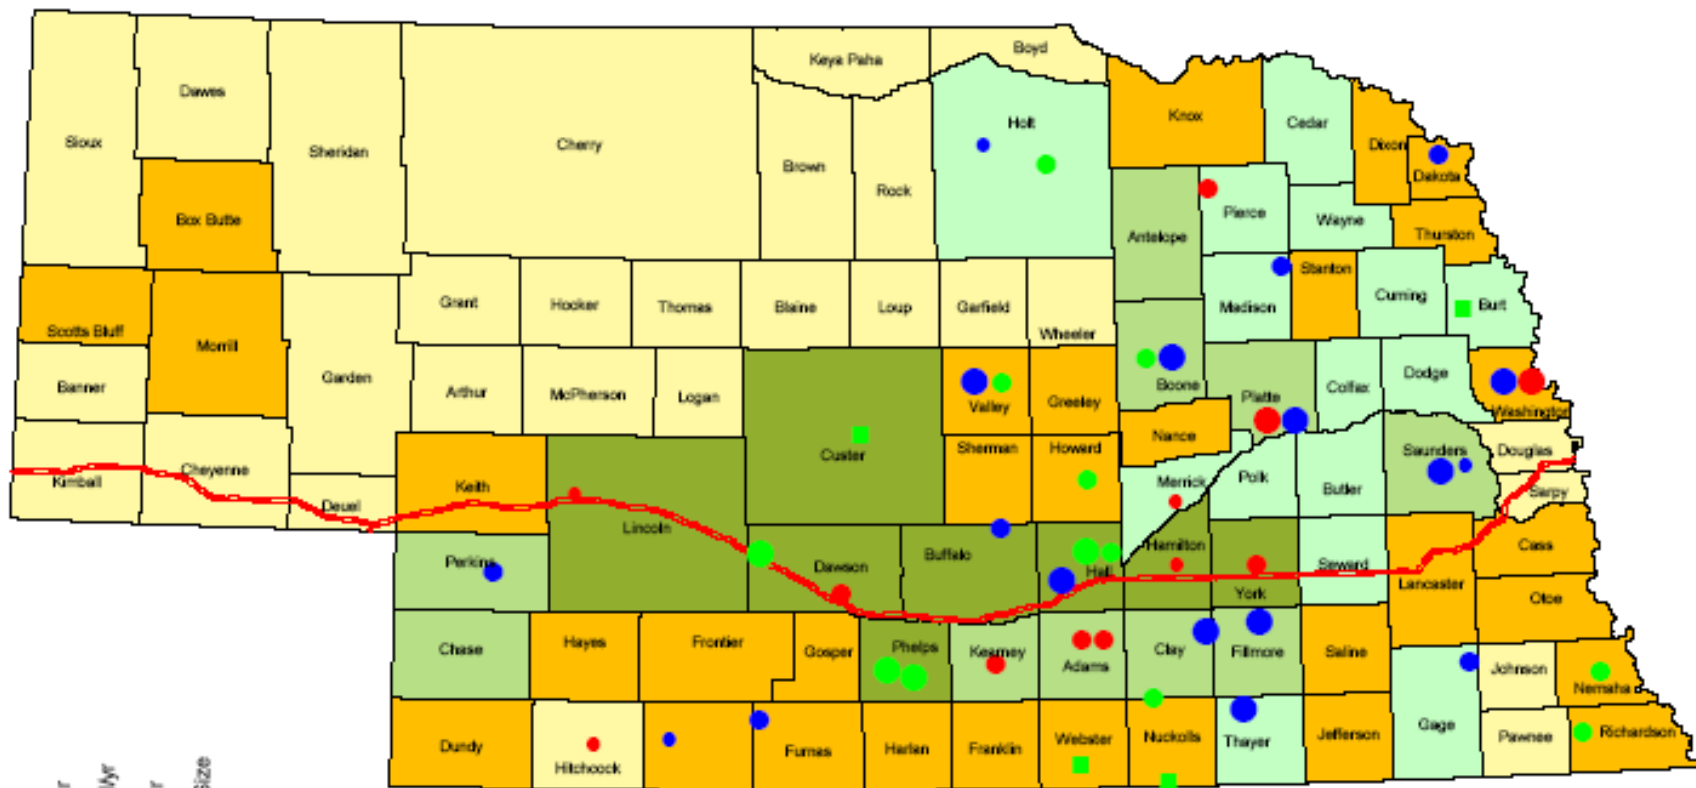 Keya Paha
Boyd
Dawes
Sioux
Sheridan
Cherry
Brown
Rock
Holt
Knox
Cedar
Dixon
Dakota
Box Butte
Antelope
Pierce
Wayne
Thurston
Scotts Bluff
Morrill
Grant
Hooker
Thomas
Blaine
Loup
Garfield
Wheeler
Madison
Stanton
Cuming
Burt
Banner
Garden
Arthur
McPherson
Logan
Custer
Valley
Greeley
Boone
Platte
Colfax
Dodge
Washington
Kimball
Cheyenne
Deuel
Keith
Lincoln
Sherman
Howard
Nance
Merrick
Polk
Butler
Saunders
Douglas
Sarpy
Perkins
Dawson
Buffalo
Hall
Hamilton
York
Seward
Lancaster
Cass
Otoe
Chase
Hayes
Frontier
Gosper
Phelps
Kearney
Adams
Clay
Fillmore
Saline
Johnson
Nemaha
Dundy
Hitchcock
Furnas
Harlan
Franklin
Webster
Nuckolls
Thayer
Jefferson
Gage
Pawnee
Richardson
r
/yr
r
size